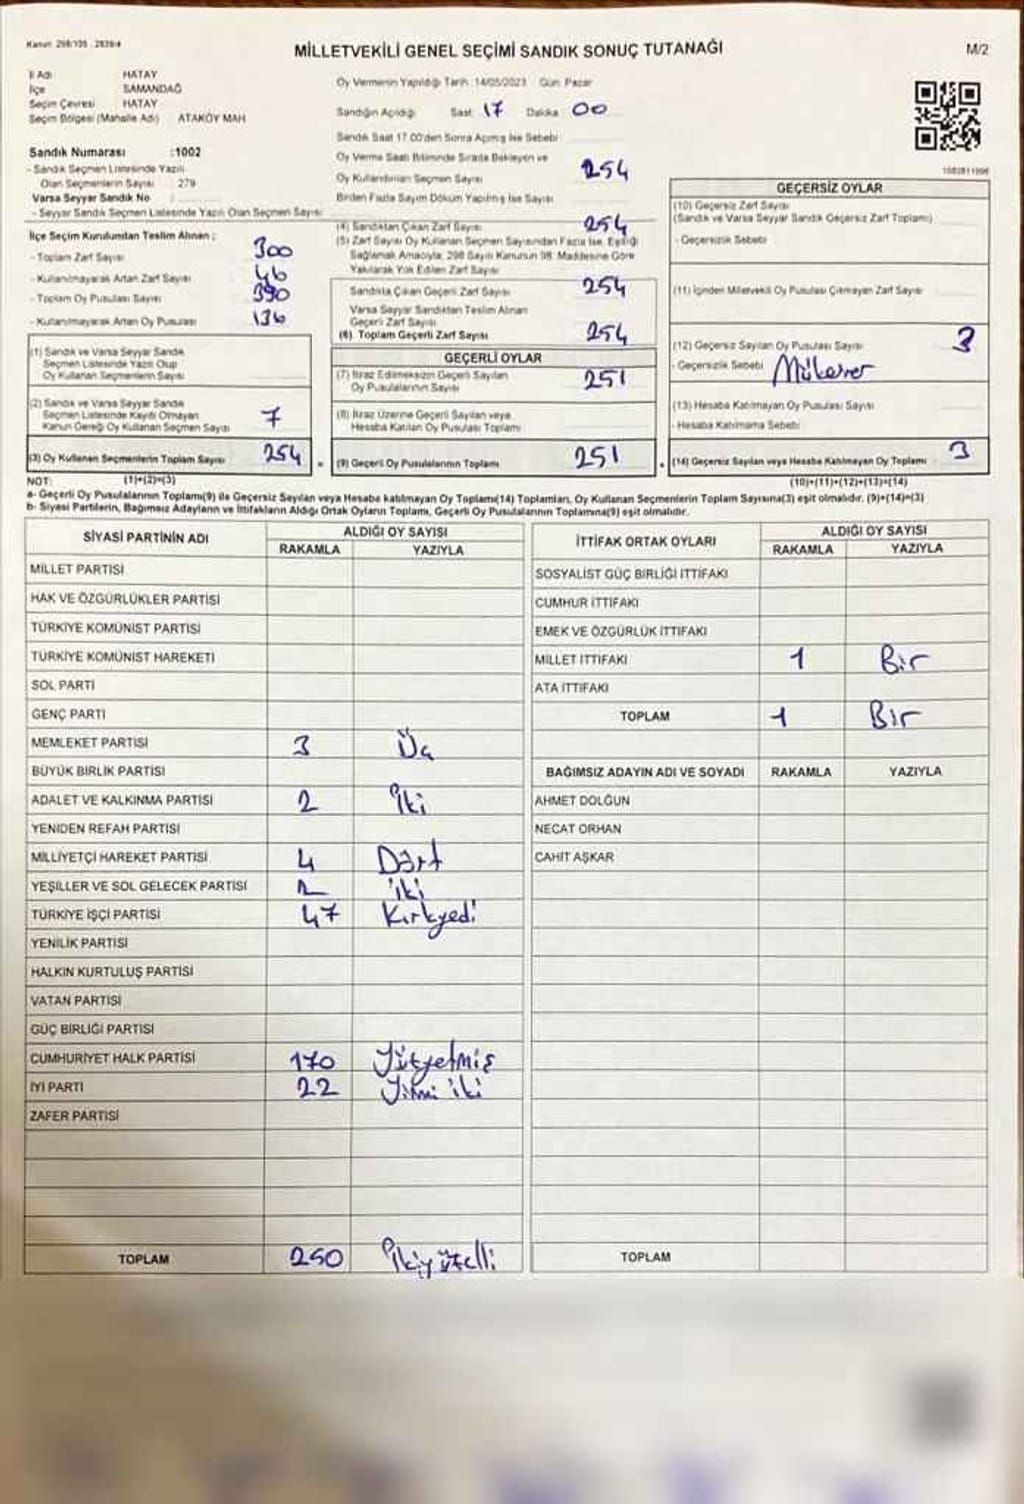 Kanun: 298/105 - 2839/4
MİLLETVEKİLİ GENEL SEÇİMİ SANDIK SONUÇ TUTANAĞI
M/2
İl Adı HATAY
İlçe SAMANDAĞ
Seçim Çevresi HATAY
Seçim Bölgesi (Mahalle Adı) ATAKÖY MAH.
Sandık Numarası :1002
- Sandık Seçmen Listesinde Yazılı
Olan Seçmenlerin Sayısı : 279
Varsa Seyyar Sandık No :
- Seyyar Sandık Seçmen Listesinde Yazılı Olan Seçmen Sayısı:
İlçe Seçim Kurulundan Teslim Alınan :
- Toplam Zarf Sayısı 300
- Kullanılmayarak Artan Zarf Sayısı 46
- Toplam Oy Pusulası Sayısı 390
- Kullanılmayarak Artan Oy Pusulası 136
(1) Sandık ve Varsa Seyyar Sandık
Seçmen Listesinde Yazılı Olup
Oy Kullanan Seçmenlerin Sayısı
(2) Sandık ve Varsa Seyyar Sandık
Seçmen Listesinde Kaydı Olmayan
Kanun Gereği Oy Kullanan Seçmen Sayısı 7
(3) Oy Kullanan Seçmenlerin Toplam Sayısı 254
Oy Vermenin Yapıldığı Tarih :14/05/2023 Gün: Pazar
Sandığın Açıldığı Saat: 17 Dakika 00
Sandık Saat 17.00'den Sonra Açılmış İse Sebebi
Oy Verme Saati Bitiminde Sırada Bekleyen ve
Oy Kullandırılan Seçmen Sayısı 254
Birden Fazla Sayım Döküm Yapılmış İse Sayısı
(4) Sandıktan Çıkan Zarf Sayısı 254
(5) Zarf Sayısı Oy Kullanan Seçmen Sayısından Fazla İse, Eşitliği
Sağlamak Amacıyla, 298 Sayılı Kanunun 98. Maddesine Göre
Yakılarak Yok Edilen Zarf Sayısı
Sandıkta Çıkan Geçerli Zarf Sayısı 254
Varsa Seyyar Sandıktan Teslim Alınan
Geçerli Zarf Sayısı
(6) Toplam Geçerli Zarf Sayısı 254
GEÇERLİ OYLAR
(7) İtiraz Edilmeksizin Geçerli Sayılan
Oy Pusulalarının Sayısı 251
(8) İtiraz Üzerine Geçerli Sayılan veya
Hesaba Katılan Oy Pusulası Toplamı
= (9) Geçerli Oy Pusulalarının Toplamı 251
1082811906
GEÇERSİZ OYLAR
(10) Geçersiz Zarf Sayısı
(Sandık ve Varsa Seyyar Sandık Geçersiz Zarf Toplamı)
- Geçersizlik Sebebi
(11) İçinden Milletvekili Oy Pusulası Çıkmayan Zarf Sayısı
(12) Geçersiz Sayılan Oy Pusulası Sayısı 3
- Geçersizlik Sebebi Mükerrer
(13) Hesaba Katılmayan Oy Pusulası Sayısı
- Hesaba Katılmama Sebebi
+ (14) Geçersiz Sayılan veya Hesaba Katılmayan Oy Toplamı 3
NOT: (1)+(2)=(3) (10)+(11)+(12)+(13)=(14)
a- Geçerli Oy Pusulalarının Toplamı(9) ile Geçersiz Sayılan veya Hesaba katılmayan Oy Toplamı(14) Toplamları, Oy Kullanan Seçmenlerin Toplam Sayısına(3) eşit olmalıdır. (9)+(14)=(3)
b- Siyasi Partilerin, Bağımsız Adayların ve İttifakların Aldığı Ortak Oyların Toplamı, Geçerli Oy Pusulalarının Toplamına(9) eşit olmalıdır.
SİYASİ PARTİNİN ADI ALDIĞI OY SAYISI
RAKAMLA YAZIYLA
MİLLET PARTİSİ
HAK VE ÖZGÜRLÜKLER PARTİSİ
TÜRKİYE KOMÜNİST PARTİSİ
TÜRKİYE KOMÜNİST HAREKETİ
SOL PARTİ
GENÇ PARTİ
MEMLEKET PARTİSİ 3 Üç
BÜYÜK BİRLİK PARTİSİ
ADALET VE KALKINMA PARTİSİ 2 İki
YENİDEN REFAH PARTİSİ
MİLLİYETÇİ HAREKET PARTİSİ 4 Dört
YEŞİLLER VE SOL GELECEK PARTİSİ 2 iki
TÜRKİYE İŞÇİ PARTİSİ 47 Kırkyedi
YENİLİK PARTİSİ
HALKIN KURTULUŞ PARTİSİ
VATAN PARTİSİ
GÜÇ BİRLİĞİ PARTİSİ
CUMHURİYET HALK PARTİSİ 170 Yüzyetmiş
İYİ PARTİ 22 Yirmi iki
ZAFER PARTİSİ
TOPLAM 250 İkiyüzelli
İTTİFAK ORTAK OYLARI ALDIĞI OY SAYISI
RAKAMLA YAZIYLA
SOSYALİST GÜÇ BİRLİĞİ İTTİFAKI
CUMHUR İTTİFAKI
EMEK VE ÖZGÜRLÜK İTTİFAKI
MİLLET İTTİFAKI 1 Bir
ATA İTTİFAKI
TOPLAM 1 Bir
BAĞIMSIZ ADAYIN ADI VE SOYADI RAKAMLA YAZIYLA
AHMET DOLĞUN
NECAT ORHAN
CAHİT AŞKAR
TOPLAM